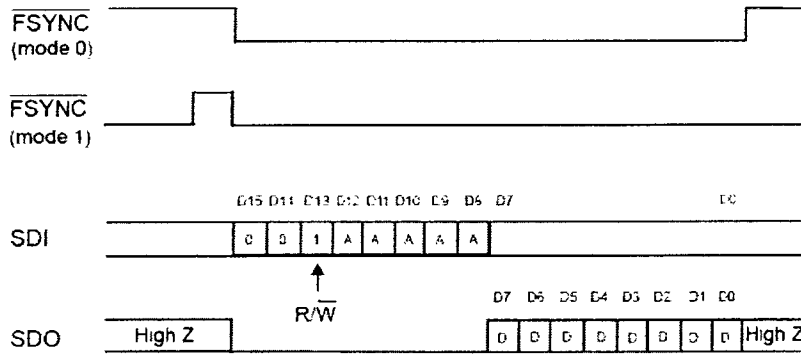 FSYNC
(mode 0)
FSYNC
(mode 1)
D15 D14 D13 D12 D11 D10 D9 D8 D7 D0
SDI 0 0 1 A A A A A
R/W
D7 D6 D5 D4 D3 D2 D1 D0
SDO High Z D D D D D D D D High Z